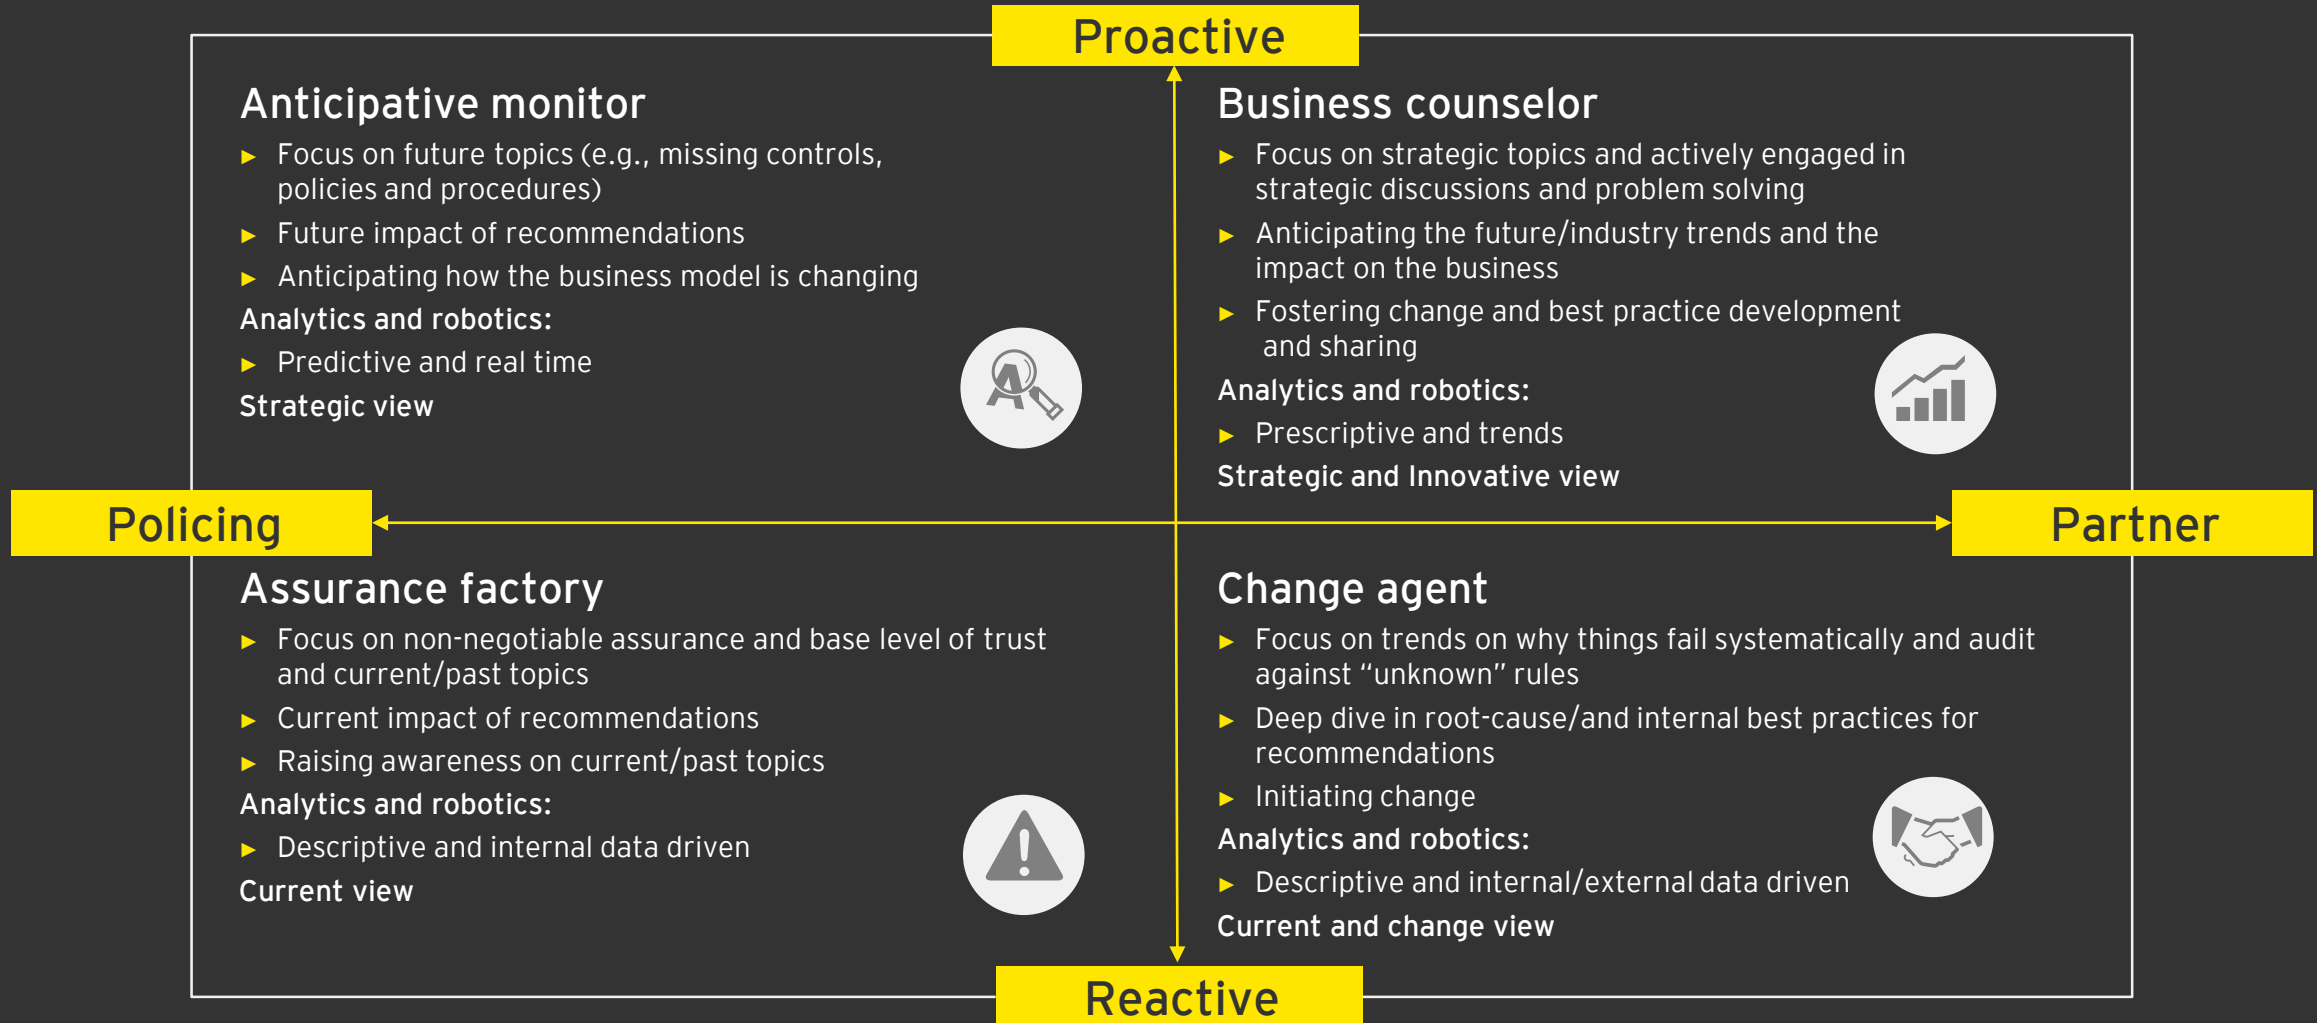 Proactive
Anticipative monitor
► Focus on future topics (e.g., missing controls,
policies and procedures)
► Future impact of recommendations
► Anticipating how the business model is changing
Analytics and robotics:
► Predictive and real time
Strategic view
Business counselor
► Focus on strategic topics and actively engaged in
strategic discussions and problem solving
► Anticipating the future/industry trends and the
impact on the business
► Fostering change and best practice development
and sharing
Analytics and robotics:
► Prescriptive and trends
Strategic and Innovative view
Policing
Partner
Assurance factory
► Focus on non-negotiable assurance and base level of trust
and current/past topics
► Current impact of recommendations
► Raising awareness on current/past topics
Analytics and robotics:
► Descriptive and internal data driven
Current view
Change agent
► Focus on trends on why things fail systematically and audit
against “unknown” rules
► Deep dive in root-cause/and internal best practices for
recommendations
► Initiating change
Analytics and robotics:
► Descriptive and internal/external data driven
Current and change view
Reactive